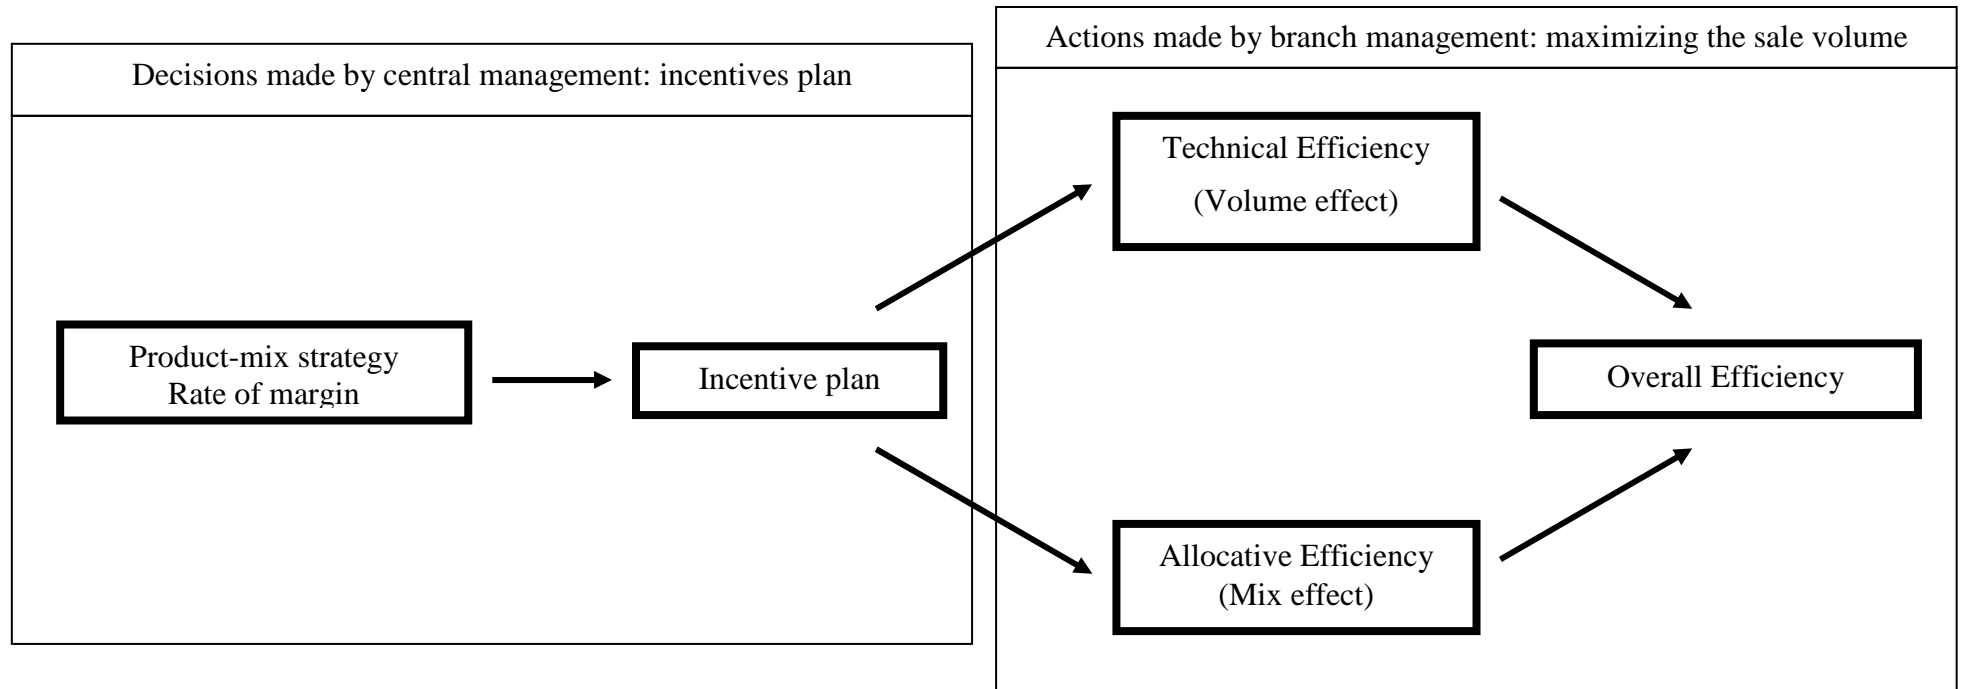 Decisions made by central management: incentives plan
Product-mix strategy
Rate of margin
Incentive plan
Actions made by branch management: maximizing the sale volume
Technical Efficiency
(Volume effect)
Allocative Efficiency
(Mix effect)
Overall Efficiency